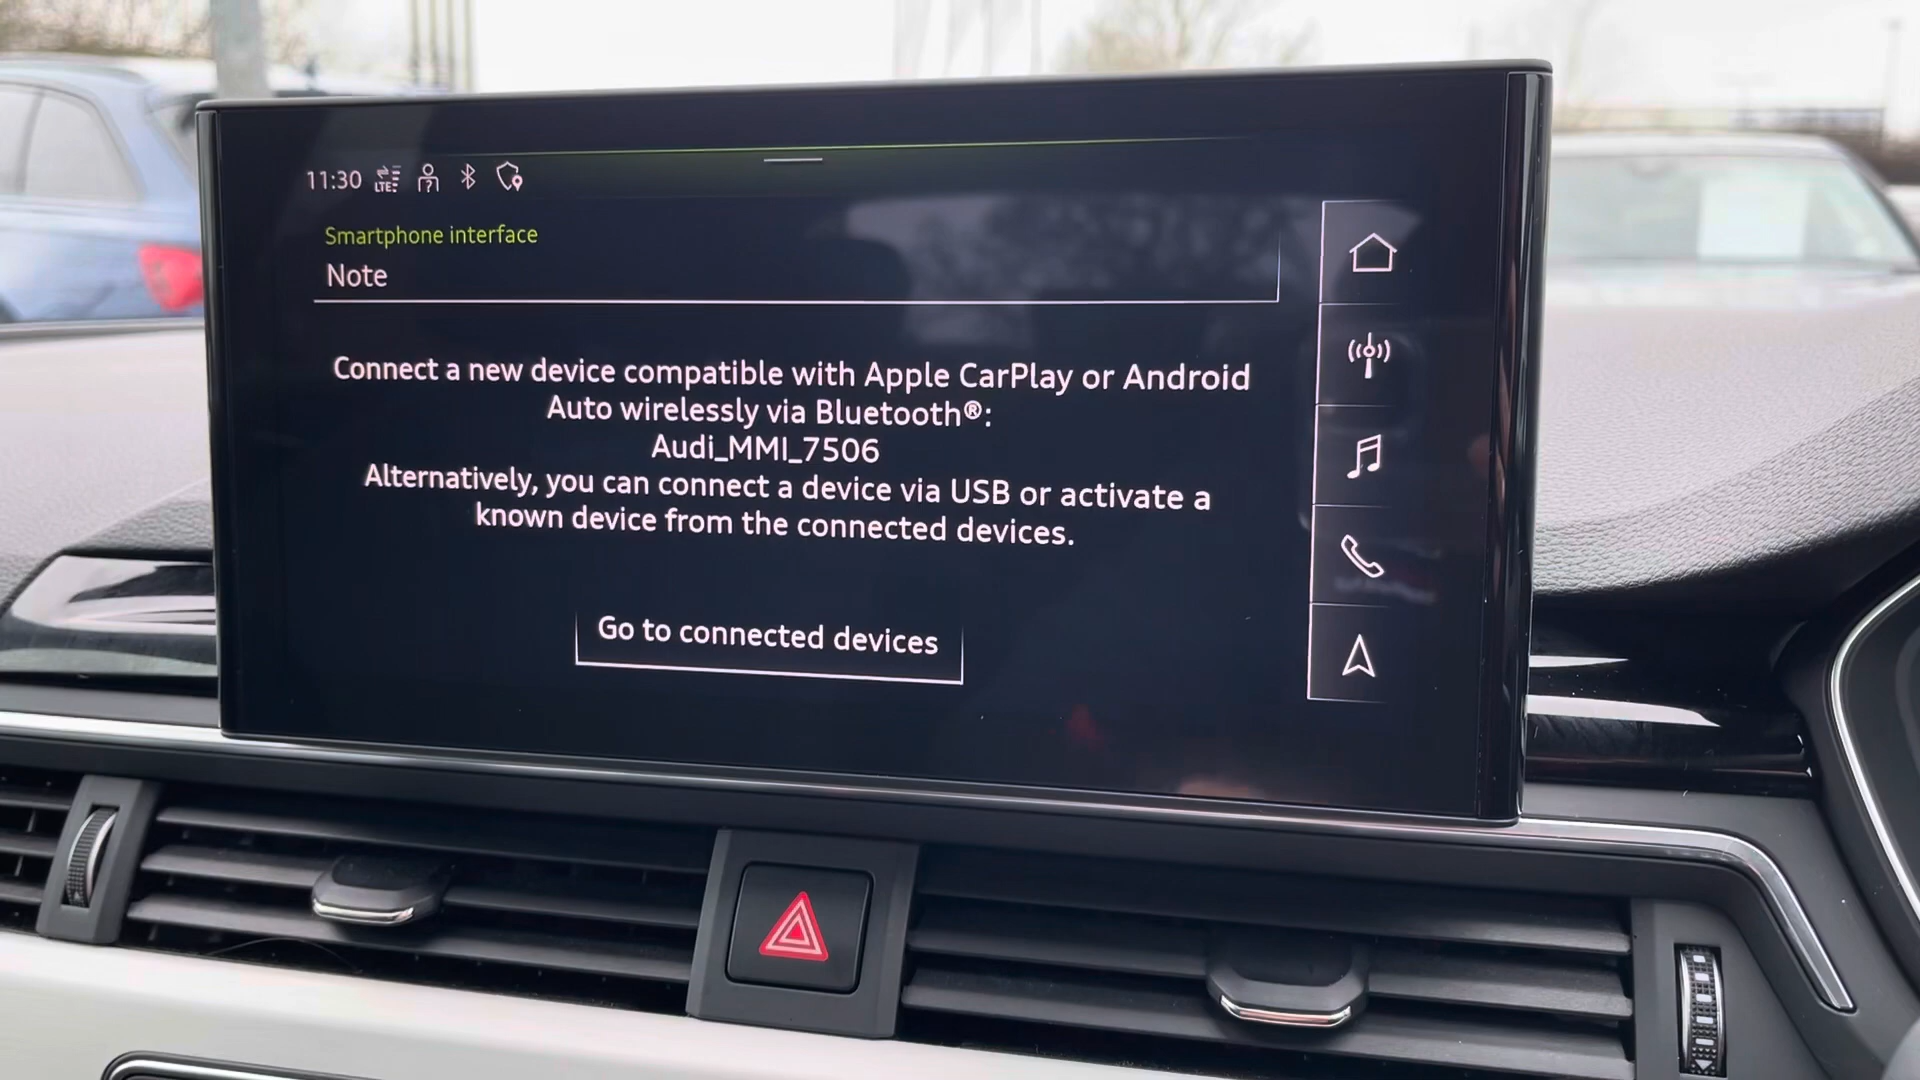 11:30 LTE
Smartphone interface
Note
Connect a new device compatible with Apple CarPlay or Android
Auto wirelessly via Bluetooth®:
Audi_MMI_7506
Alternatively, you can connect a device via USB or activate a
known device from the connected devices.
Go to connected devices